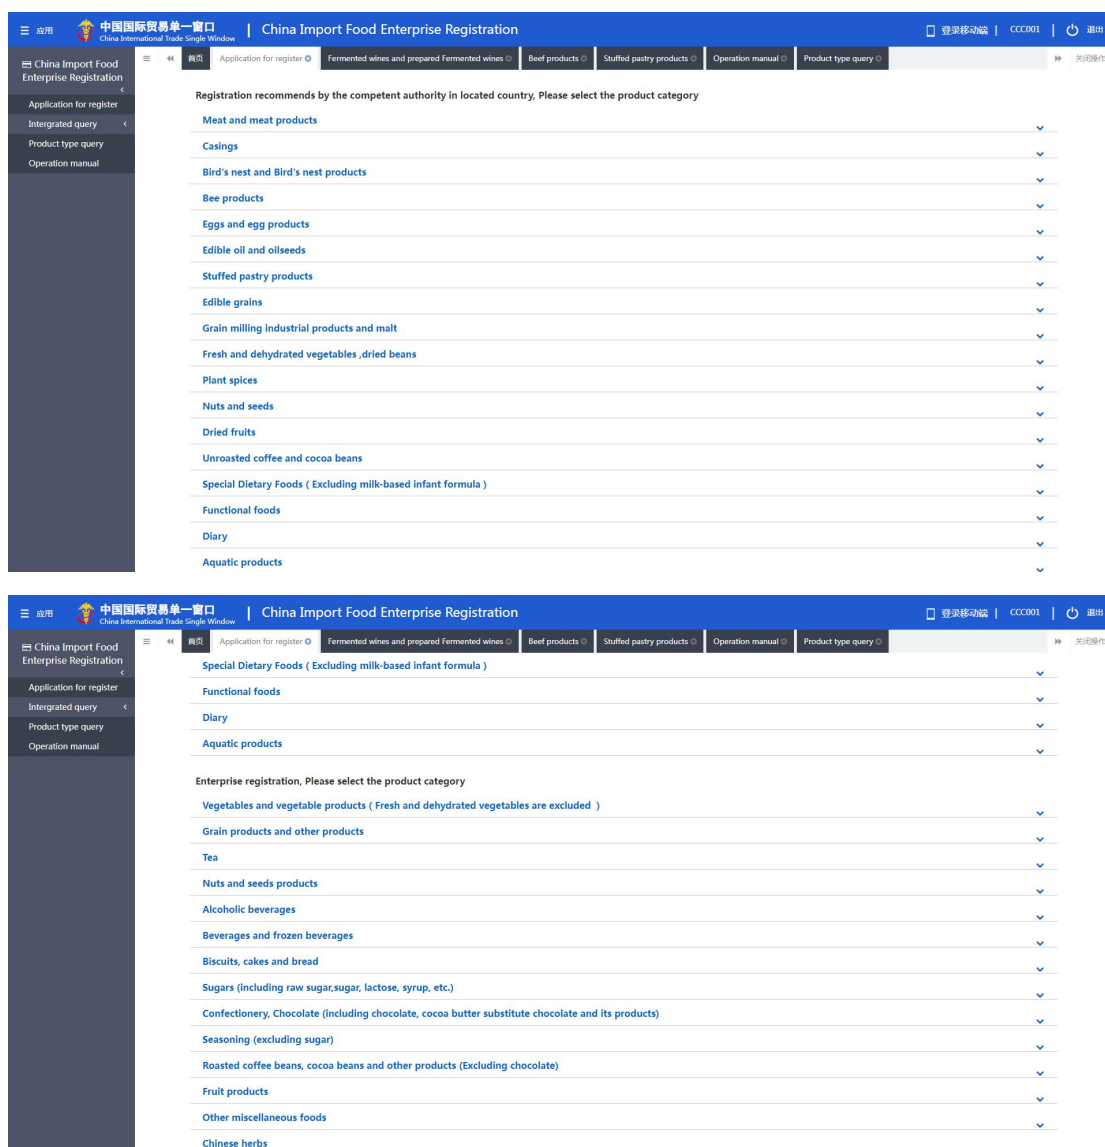 应用
中国国际贸易单一窗口
China International Trade Single Window
China Import Food Enterprise Registration
登录移动端
CCC001
退出
首页
Application for register
Fermented wines and prepared Fermented wines
Beef products
Stuffed pastry products
Operation manual
Product type query
关闭操作
China Import Food
Enterprise Registration
Application for register
Intergrated query
Product type query
Operation manual
Registration recommends by the competent authority in located country, Please select the product category
Meat and meat products
Casings
Bird's nest and Bird's nest products
Bee products
Eggs and egg products
Edible oil and oilseeds
Stuffed pastry products
Edible grains
Grain milling industrial products and malt
Fresh and dehydrated vegetables ,dried beans
Plant spices
Nuts and seeds
Dried fruits
Unroasted coffee and cocoa beans
Special Dietary Foods ( Excluding milk-based infant formula )
Functional foods
Diary
Aquatic products
应用
中国国际贸易单一窗口
China International Trade Single Window
China Import Food Enterprise Registration
登录移动端
CCC001
退出
首页
Application for register
Fermented wines and prepared Fermented wines
Beef products
Stuffed pastry products
Operation manual
Product type query
关闭操作
China Import Food
Enterprise Registration
Application for register
Intergrated query
Product type query
Operation manual
Special Dietary Foods ( Excluding milk-based infant formula )
Functional foods
Diary
Aquatic products
Enterprise registration, Please select the product category
Vegetables and vegetable products ( Fresh and dehydrated vegetables are excluded )
Grain products and other products
Tea
Nuts and seeds products
Alcoholic beverages
Beverages and frozen beverages
Biscuits, cakes and bread
Sugars (including raw sugar,sugar, lactose, syrup, etc.)
Confectionery, Chocolate (including chocolate, cocoa butter substitute chocolate and its products)
Seasoning (excluding sugar)
Roasted coffee beans, cocoa beans and other products (Excluding chocolate)
Fruit products
Other miscellaneous foods
Chinese herbs